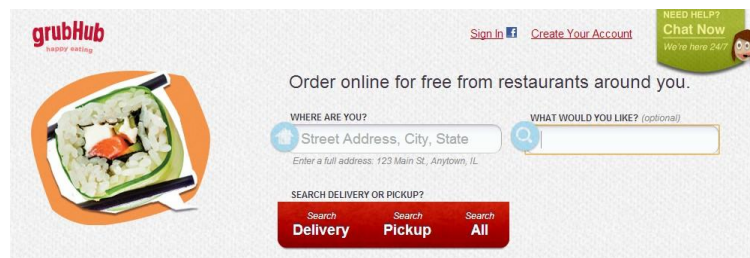 grubHub
happy eating
Sign In
Create Your Account
NEED HELP?
Chat Now
We're here 24/7
Order online for free from restaurants around you.
WHERE ARE YOU?
WHAT WOULD YOU LIKE? (optional)
Street Address, City, State
Enter a full address: 123 Main St., Anytown, IL
SEARCH DELIVERY OR PICKUP?
Search Delivery
Search Pickup
Search All